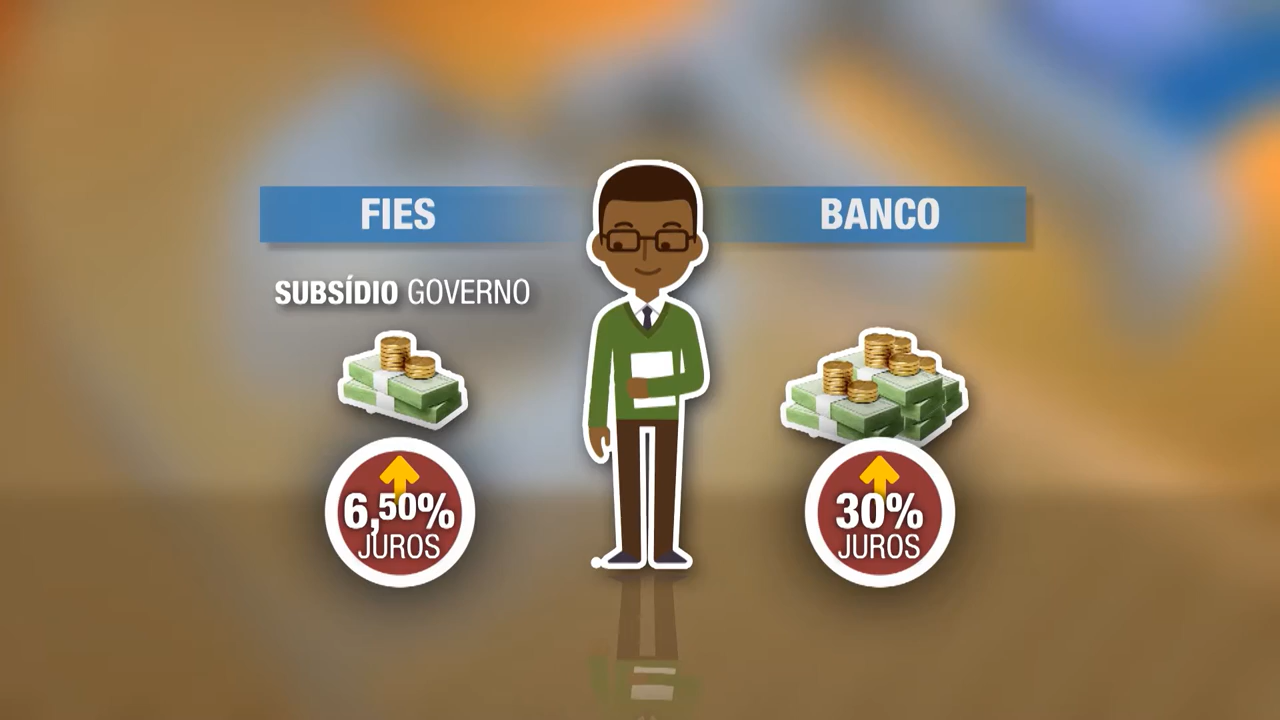 FIES
BANCO
SUBSÍDIO GOVERNO
6,50%
JUROS
30%
JUROS